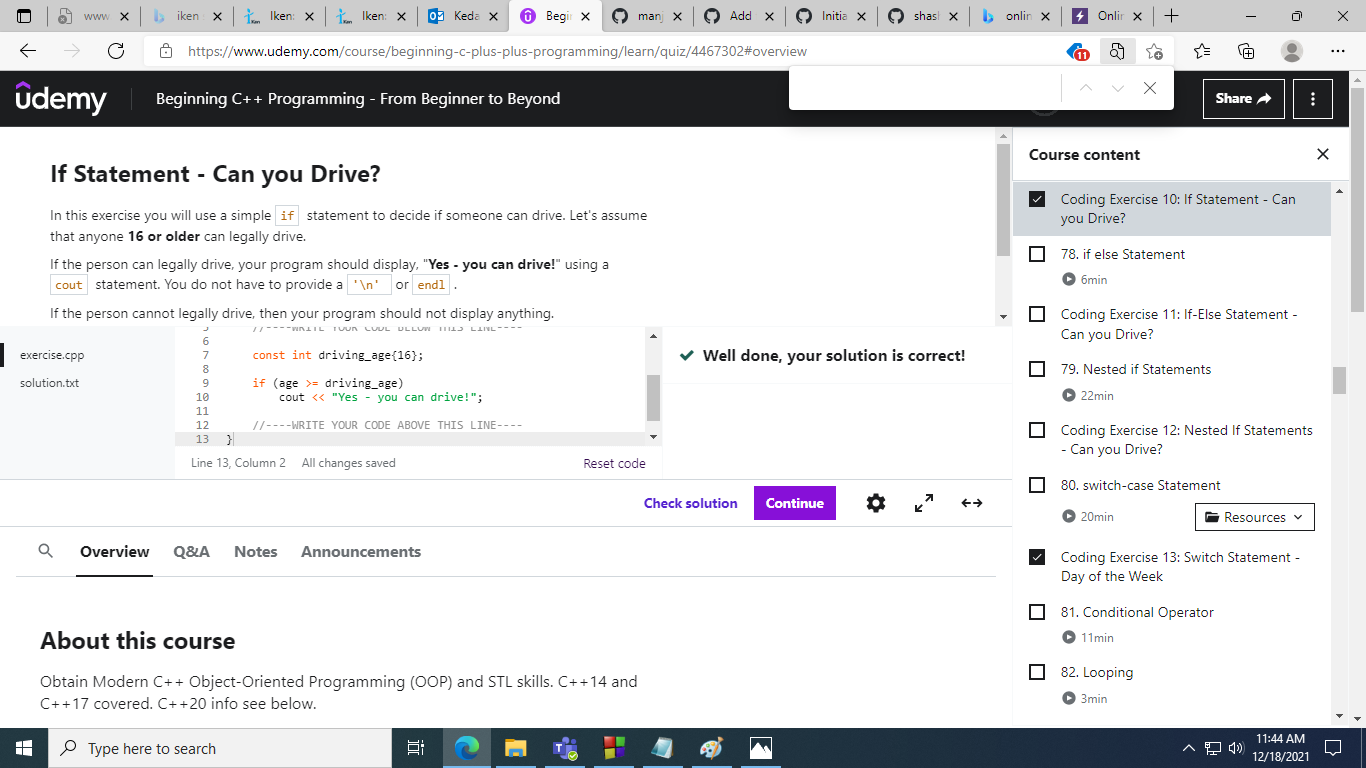 www
iken
Iken:
Iken:
Keda
Begin
manj
Add
Initia
shasl
onlin
Onlin
https://www.udemy.com/course/beginning-c-plus-plus-programming/learn/quiz/4467302#overview
11
udemy
Beginning C++ Programming - From Beginner to Beyond
Share
If Statement - Can you Drive?
In this exercise you will use a simple if statement to decide if someone can drive. Let's assume
that anyone 16 or older can legally drive.
If the person can legally drive, your program should display, "Yes - you can drive!" using a
cout statement. You do not have to provide a '\n' or endl .
If the person cannot legally drive, then your program should not display anything.
exercise.cpp
solution.txt
5 //----WRITE YOUR CODE BELOW THIS LINE----
6
7 const int driving_age{16};
8
9 if (age >= driving_age)
10 cout << "Yes - you can drive!";
11
12 //----WRITE YOUR CODE ABOVE THIS LINE----
13 }
Line 13, Column 2 All changes saved Reset code
Well done, your solution is correct!
Check solution
Continue
Overview Q&A Notes Announcements
About this course
Obtain Modern C++ Object-Oriented Programming (OOP) and STL skills. C++14 and
C++17 covered. C++20 info see below.
Course content
Coding Exercise 10: If Statement - Can
you Drive?
78. if else Statement
6min
Coding Exercise 11: If-Else Statement -
Can you Drive?
79. Nested if Statements
22min
Coding Exercise 12: Nested If Statements
- Can you Drive?
80. switch-case Statement
20min
Resources
Coding Exercise 13: Switch Statement -
Day of the Week
81. Conditional Operator
11min
82. Looping
3min
Type here to search
11:44 AM
12/18/2021